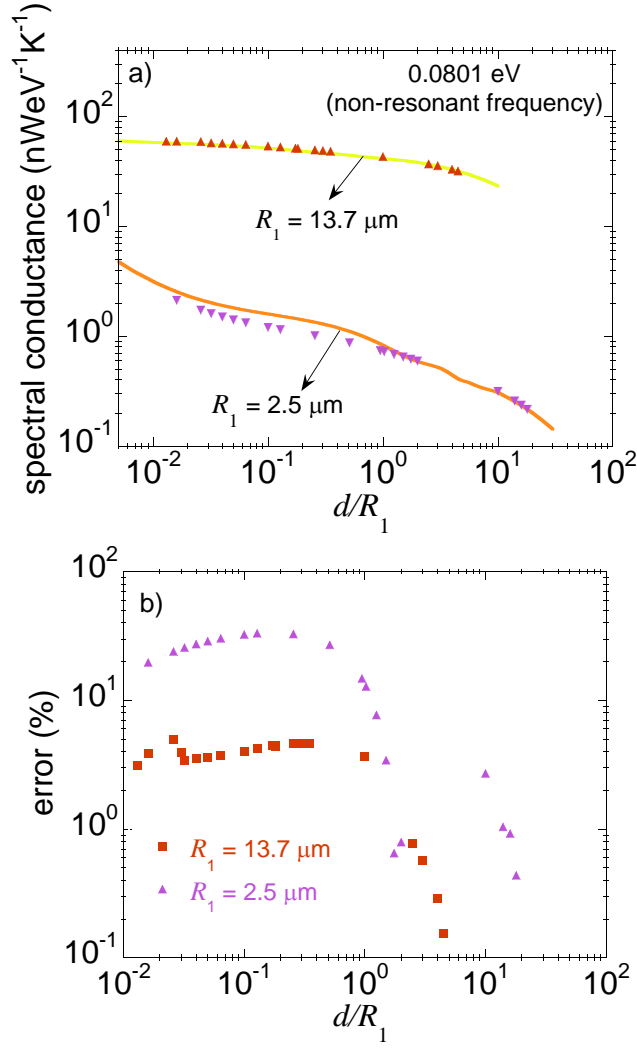 a)
0.0801 eV
(non-resonant frequency)
spectral conductance (nWeV⁻¹K⁻¹)
10²
10¹
10⁰
10⁻¹
R₁ = 13.7 μm
R₁ = 2.5 μm
10⁻² 10⁻¹ 10⁰ 10¹ 10²
d/R₁
b)
error (%)
10²
10¹
10⁰
10⁻¹
R₁ = 13.7 μm
R₁ = 2.5 μm
10⁻² 10⁻¹ 10⁰ 10¹ 10²
d/R₁